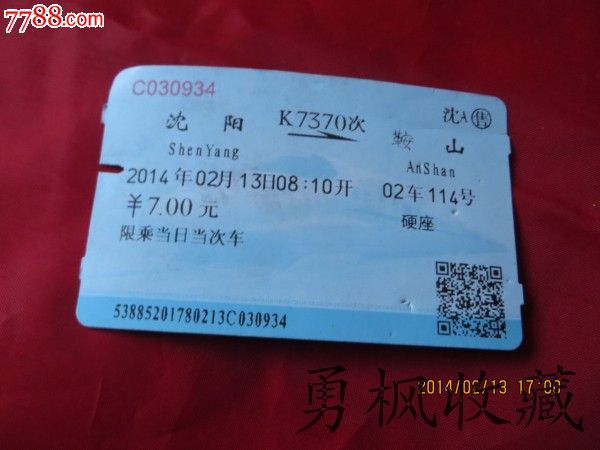 7788.com
C030934
沈A售
沈阳 K7370次 鞍山
ShenYang AnShan
2014年02月13日08:10开 02车114号
￥7.00元 硬座
限乘当日当次车
53885201780213C030934
2014/02/13 17:00
勇枫收藏